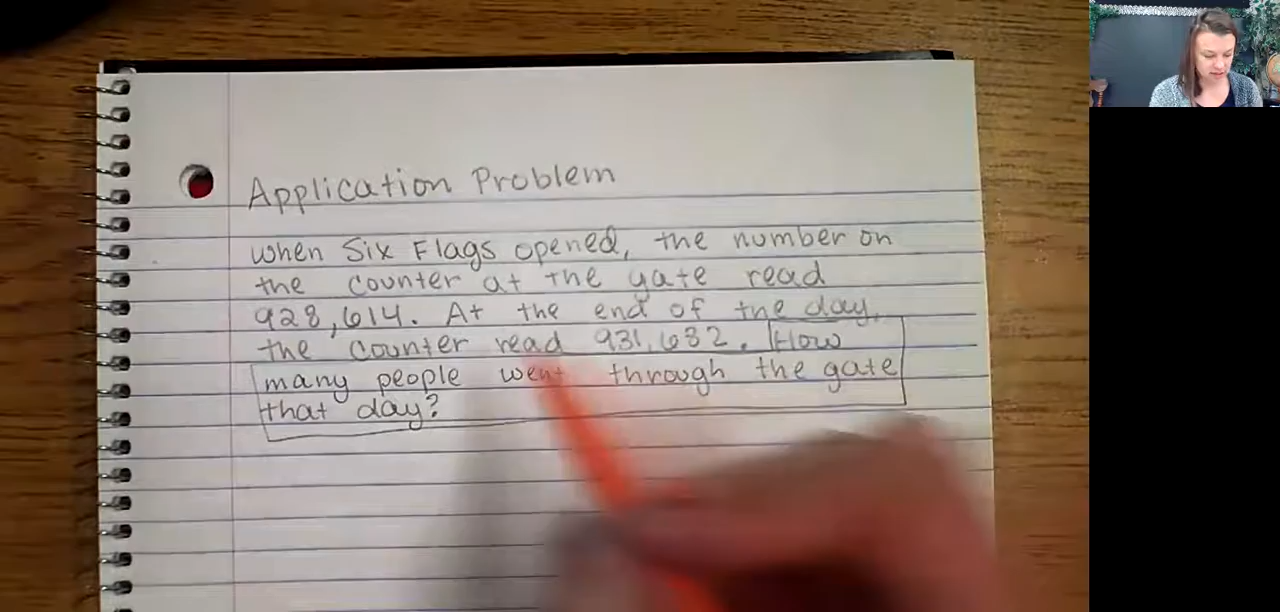 Application Problem
When Six Flags opened, the number on
the counter at the gate read
928,614. At the end of the day,
the counter read 931,682. How
many people went through the gate
that day?